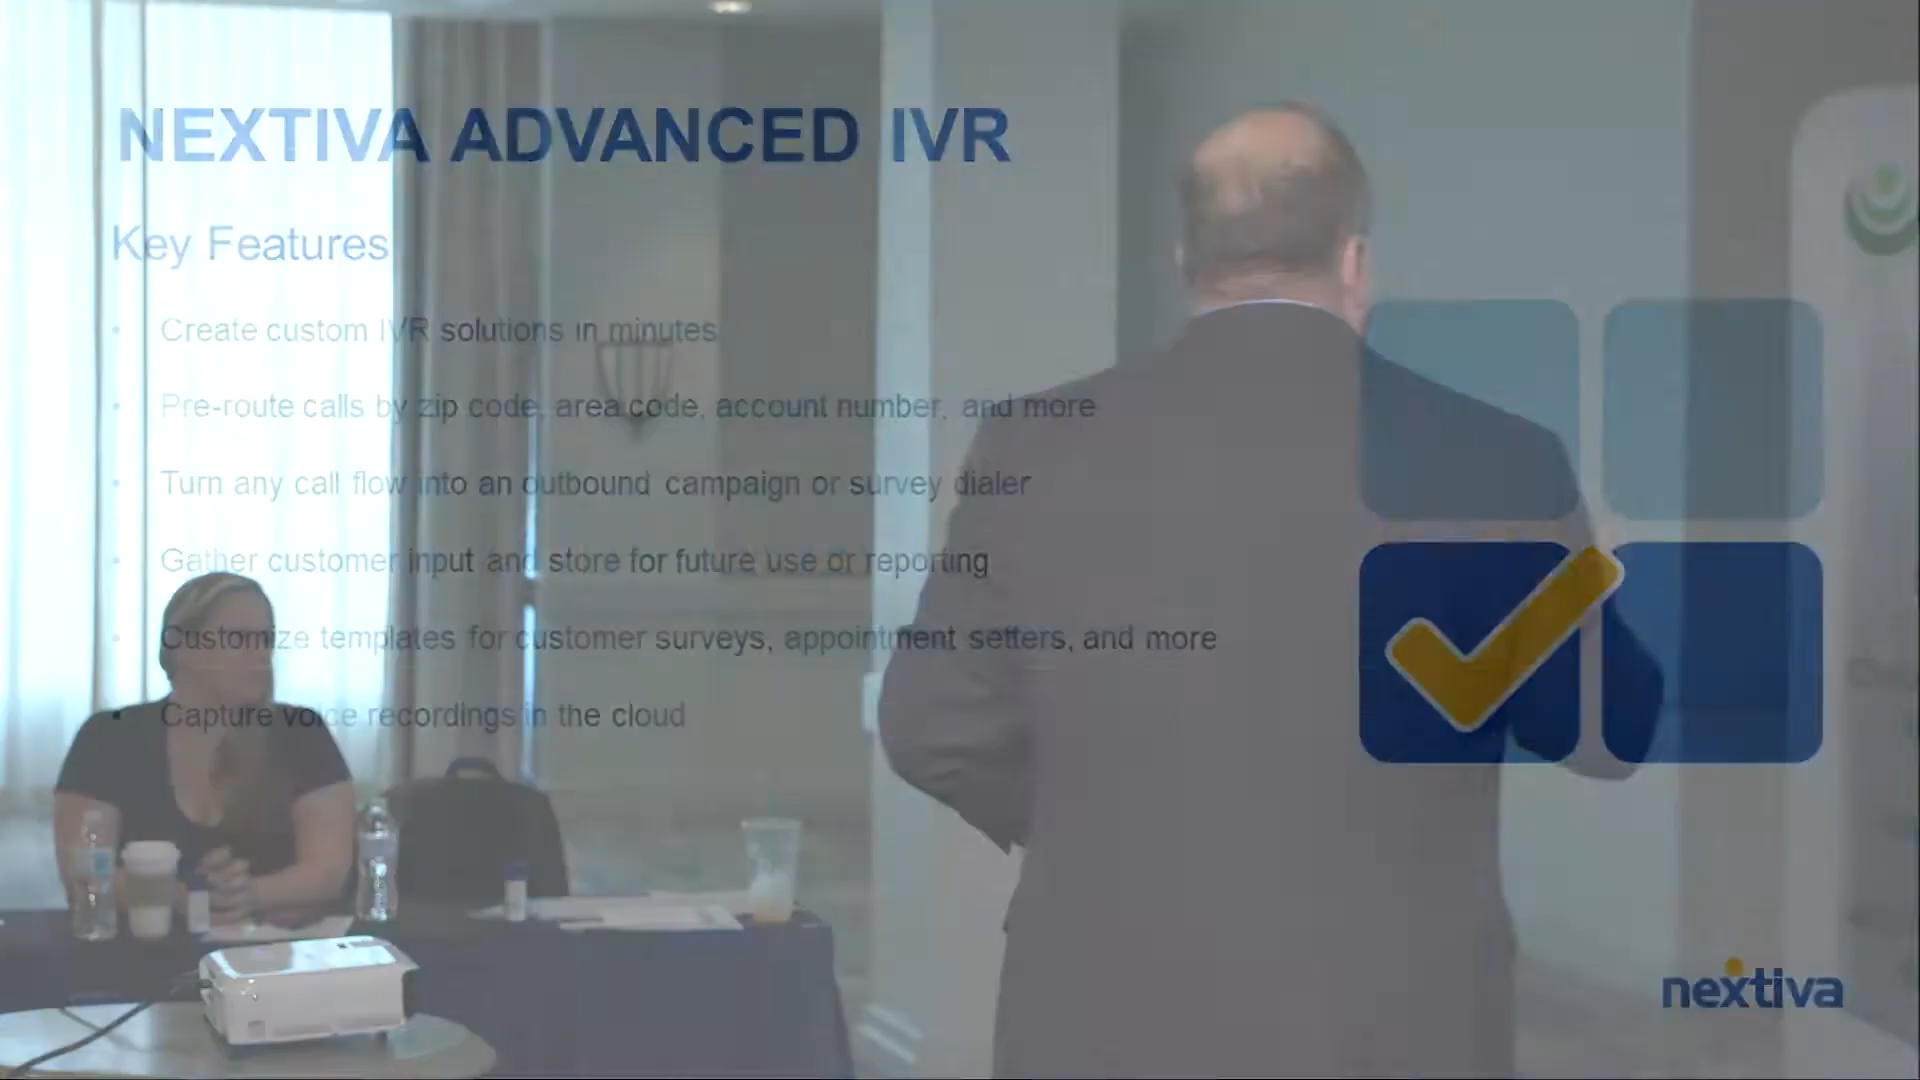 NEXTIVA ADVANCED IVR
Key Features
• Create custom IVR solutions in minutes
• Pre-route calls by zip code, area code, account number, and more
• Turn any call flow into an outbound campaign or survey dialer
• Gather customer input and store for future use or reporting
• Customize templates for customer surveys, appointment setters, and more
• Capture voice recordings in the cloud
nextiva